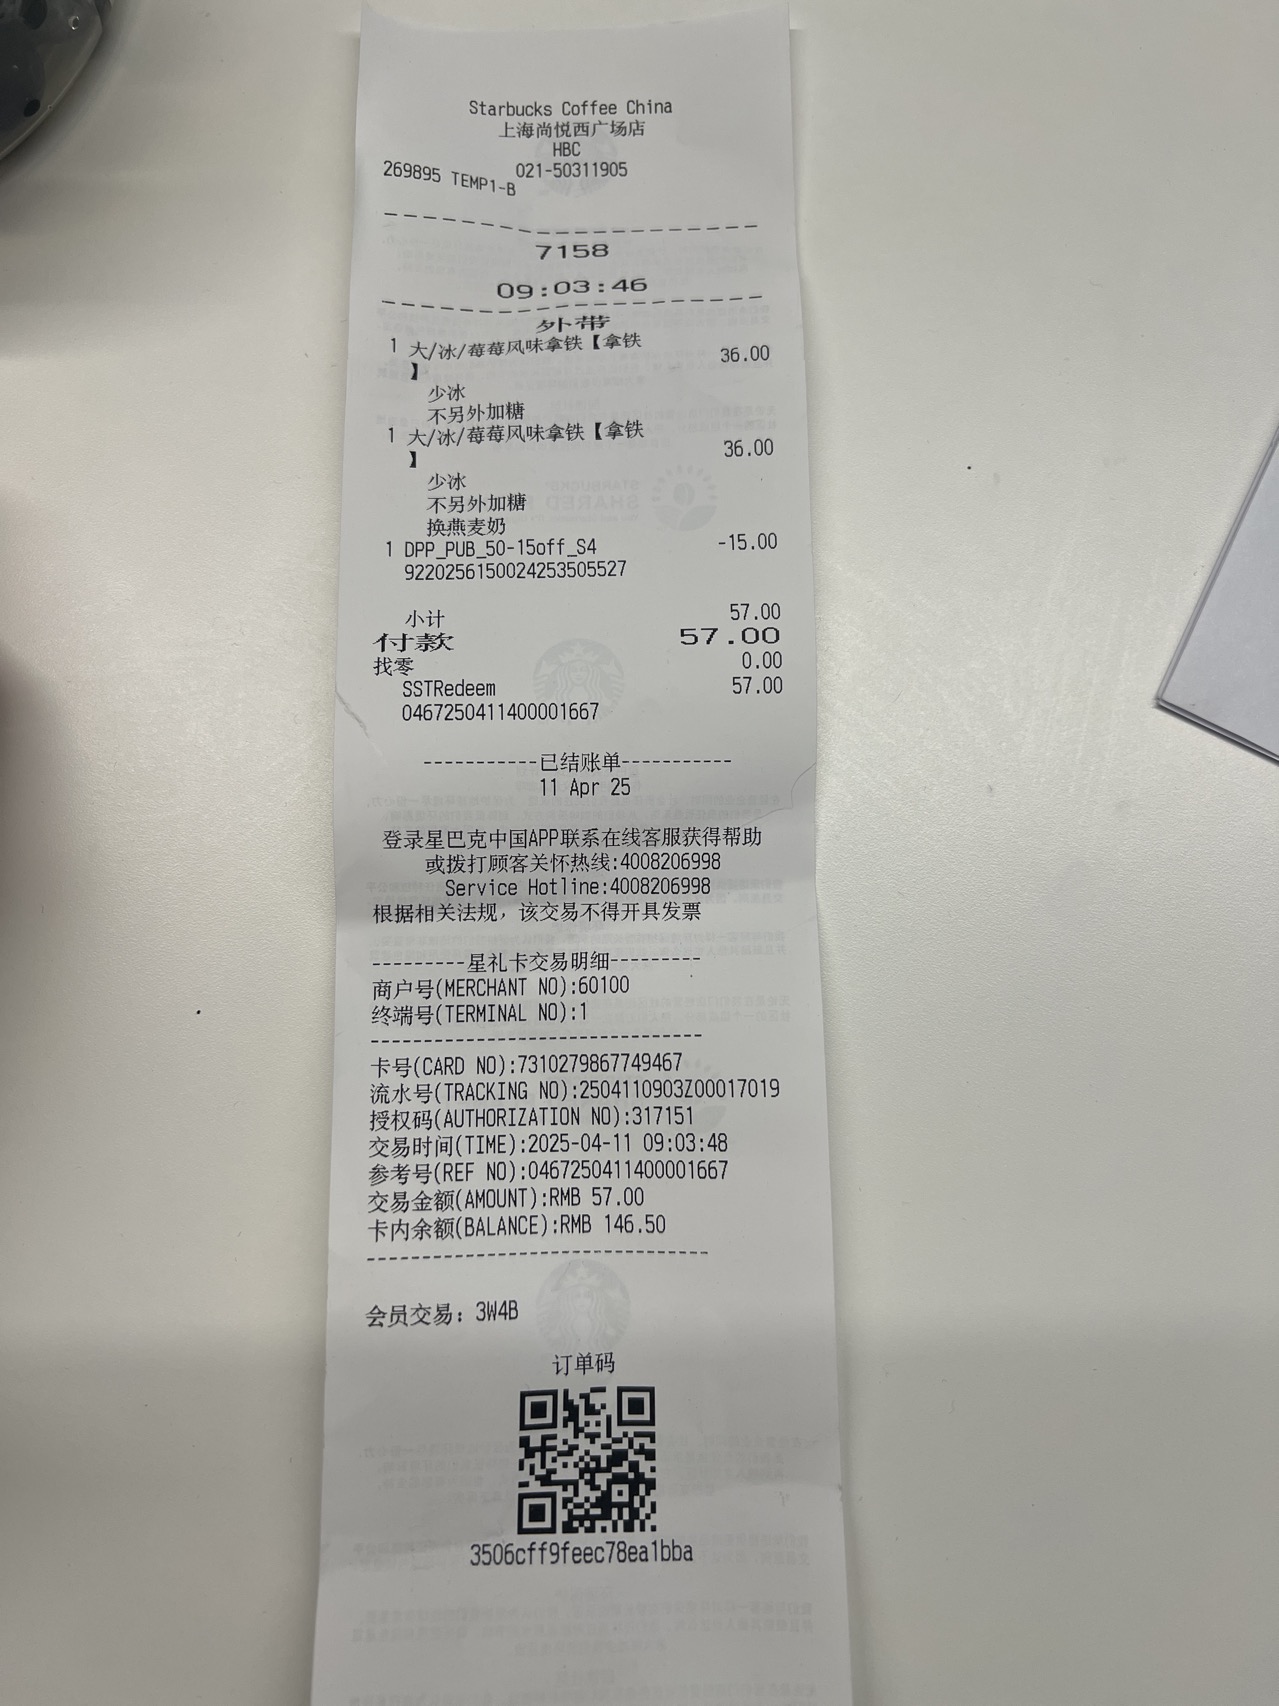 Starbucks Coffee China
上海尚悦西广场店
HBC
269895 TEMP1-B 021-50311905
7158
09:03:46
外带
1 大/冰/莓莓风味拿铁【拿铁 36.00
】
少冰
不另外加糖
1 大/冰/莓莓风味拿铁【拿铁 36.00
】
少冰
不另外加糖
换燕麦奶
1 DPP_PUB_50-15off_S4 -15.00
9220256150024253505527
小计 57.00
付款 57.00
找零 0.00
SSTRedeem 57.00
0467250411400001667
-----------已结账单-----------
11 Apr 25
登录星巴克中国APP联系在线客服获得帮助
或拨打顾客关怀热线:4008206998
Service Hotline:4008206998
根据相关法规，该交易不得开具发票
---------星礼卡交易明细---------
商户号(MERCHANT NO):60100
终端号(TERMINAL NO):1
卡号(CARD NO):7310279867749467
流水号(TRACKING NO):2504110903Z00017019
授权码(AUTHORIZATION NO):317151
交易时间(TIME):2025-04-11 09:03:48
参考号(REF NO):0467250411400001667
交易金额(AMOUNT):RMB 57.00
卡内余额(BALANCE):RMB 146.50
会员交易：3W4B
订单码
3506cff9feec78ea1bba